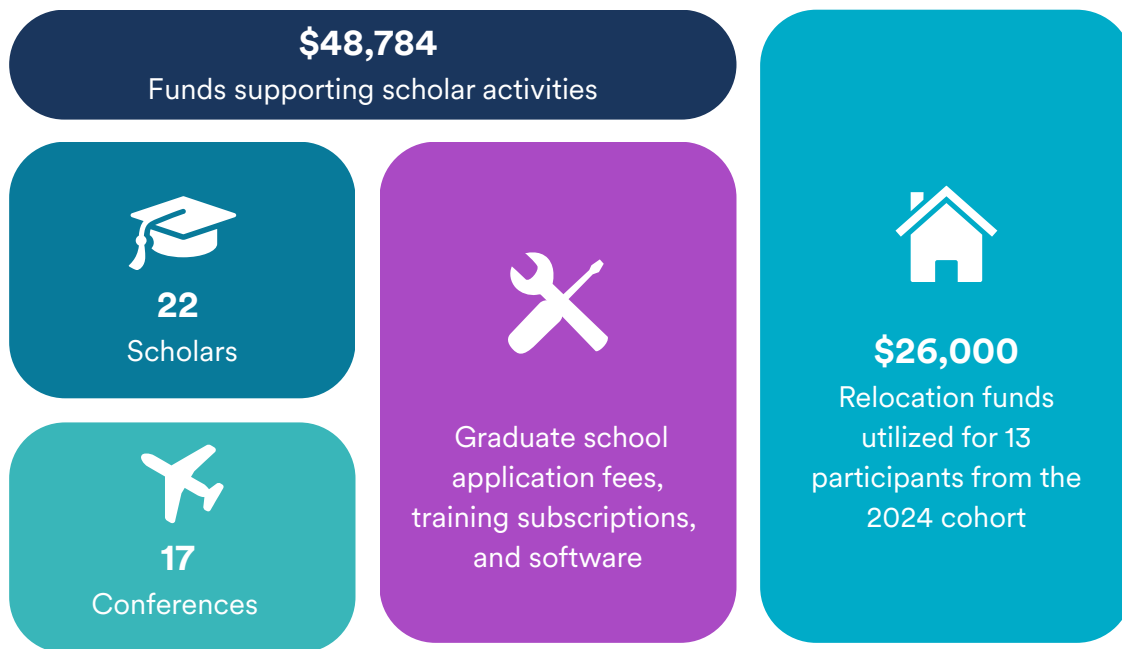 $48,784
Funds supporting scholar activities
22
Scholars
17
Conferences
Graduate school
application fees,
training subscriptions,
and software
$26,000
Relocation funds
utilized for 13
participants from the
2024 cohort